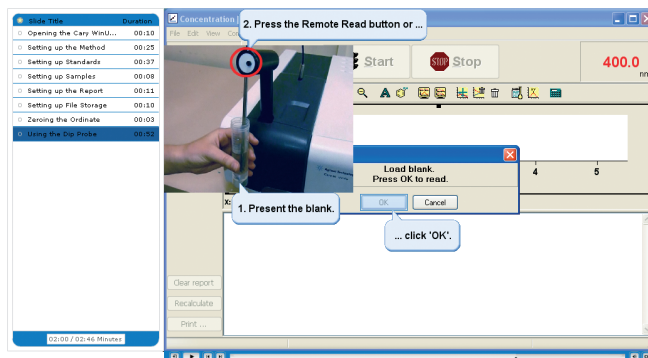 Slide Title Duration
Opening the Cary WinU... 00:10
Setting up the Method 00:25
Setting up Standards 00:37
Setting up Samples 00:08
Setting up the Report 00:11
Setting up File Storage 00:10
Zeroing the Ordinate 00:03
Using the Dip Probe 00:52
02:00 / 02:46 Minutes
Concentration
File Edit View
2. Press the Remote Read button or ...
Start
STOP Stop
400.0
nm
Load blank.
Press OK to read.
4 5
1. Present the blank.
X:
OK Cancel
... click 'OK'.
Clear report
Recalculate
Print ...